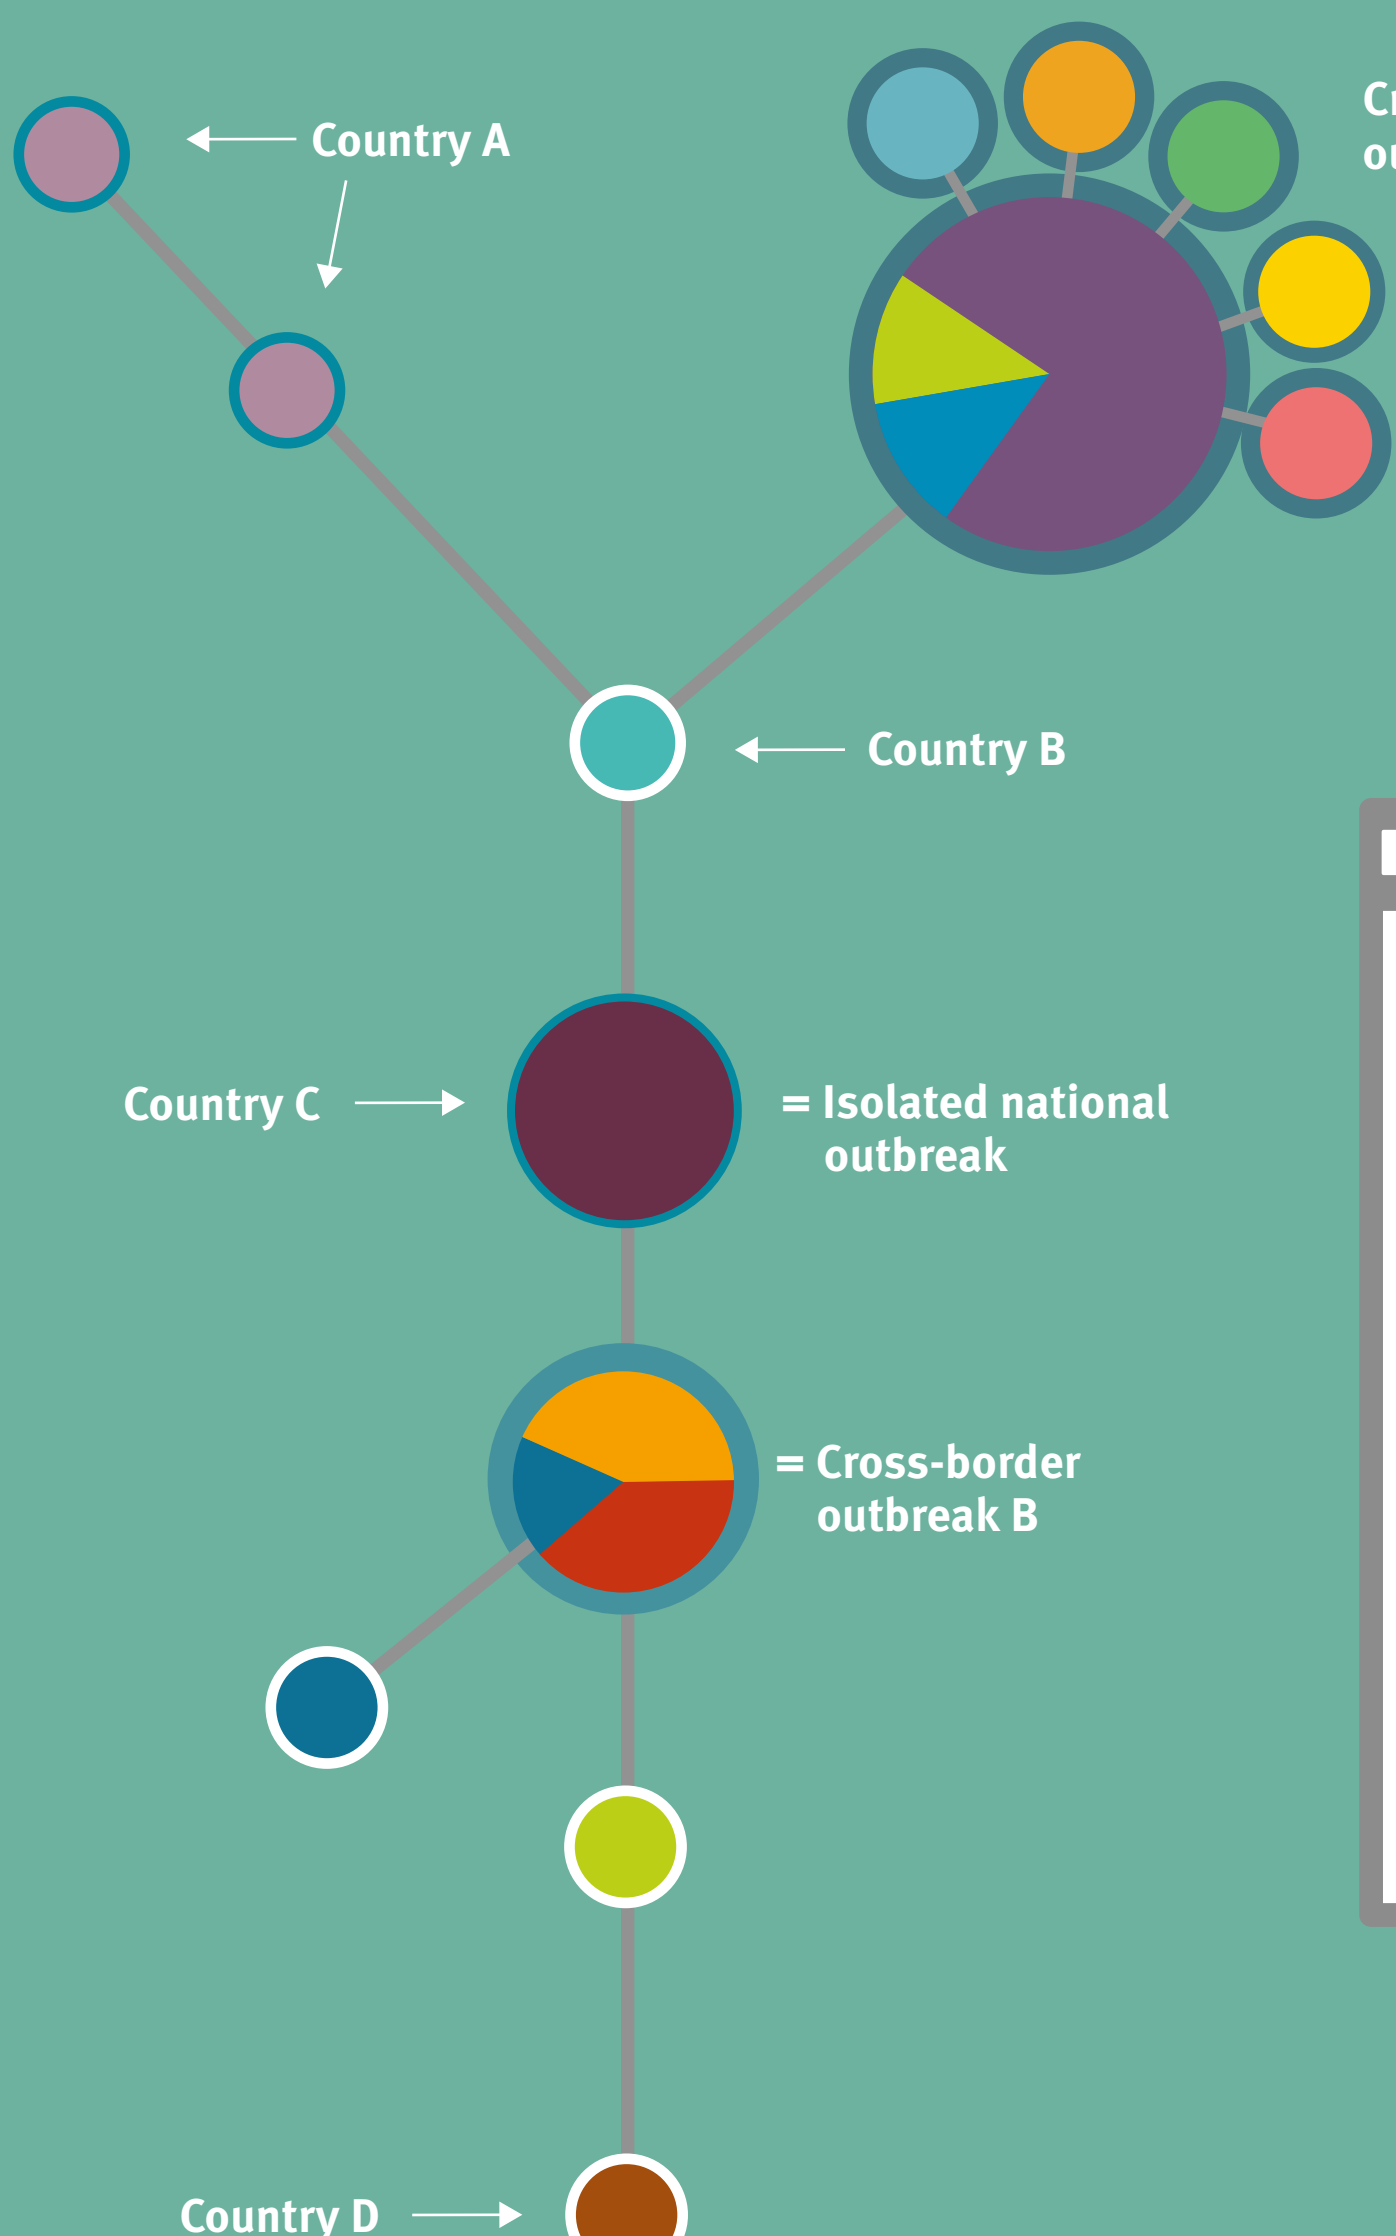 Country A
Country B
Country C
= Isolated national
outbreak
= Cross-border
outbreak B
Country D